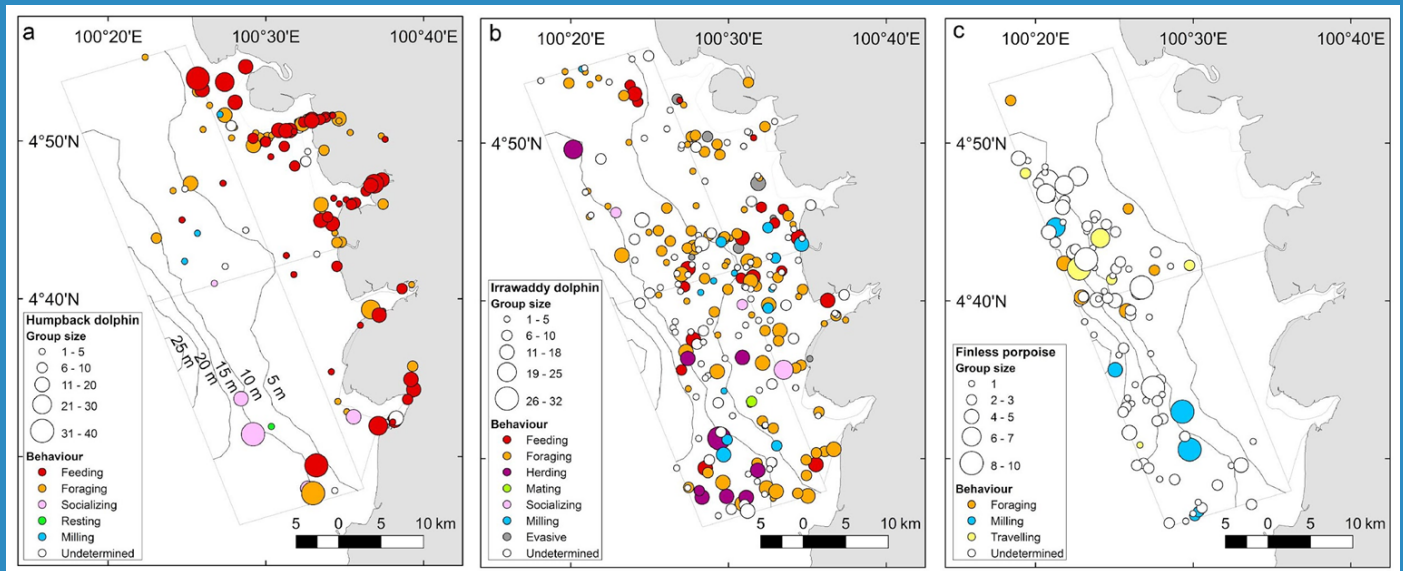 a
100°20'E 100°30'E 100°40'E
4°50'N
4°40'N
25 m
20 m
15 m
10 m
5 m
Humpback dolphin
Group size
1 - 5
6 - 10
11 - 20
21 - 30
31 - 40
Behaviour
Feeding
Foraging
Socializing
Resting
Milling
Undetermined
5 0 5 10 km
b
100°20'E 100°30'E 100°40'E
4°50'N
4°40'N
Irrawaddy dolphin
Group size
1 - 5
6 - 10
11 - 18
19 - 25
26 - 32
Behaviour
Feeding
Foraging
Herding
Mating
Socializing
Milling
Evasive
Undetermined
5 0 5 10 km
c
100°20'E 100°30'E 100°40'E
4°50'N
4°40'N
Finless porpoise
Group size
1
2 - 3
4 - 5
6 - 7
8 - 10
Behaviour
Foraging
Milling
Travelling
Undetermined
5 0 5 10 km